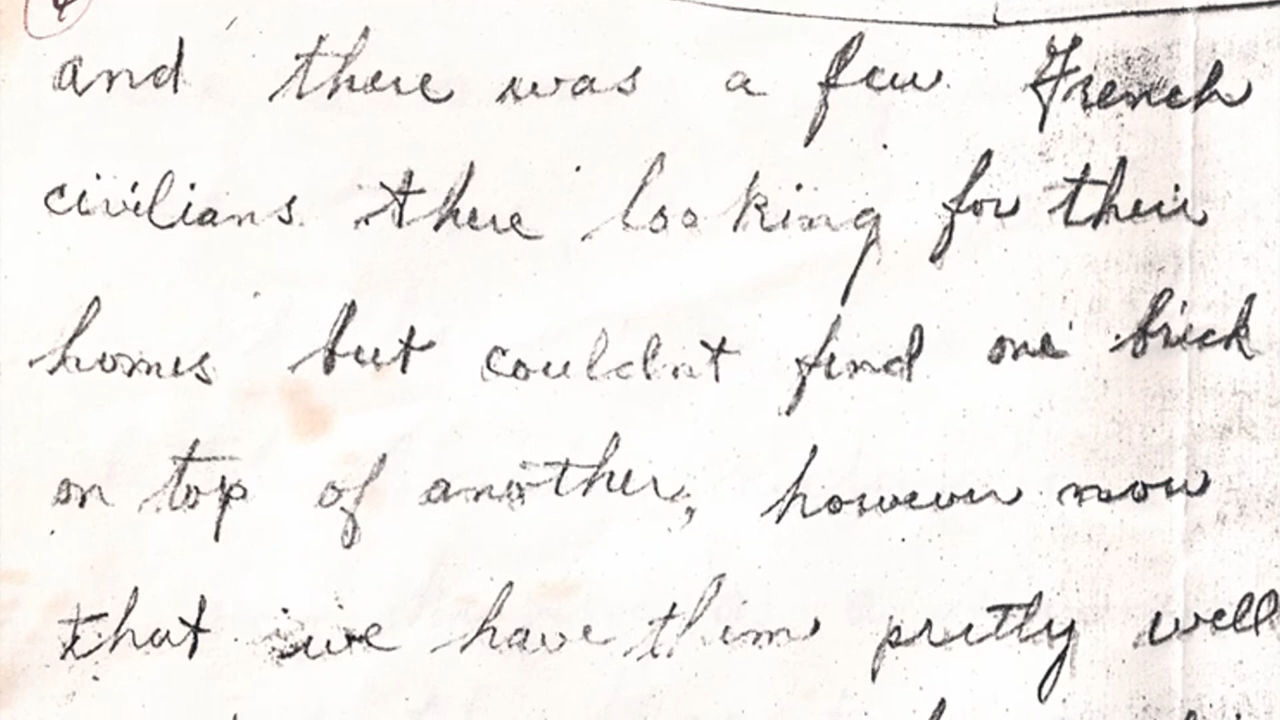 and there was a few French
civilians there looking for their
homes but couldnt find one brick
on top of another, however now
that we have them pretty well